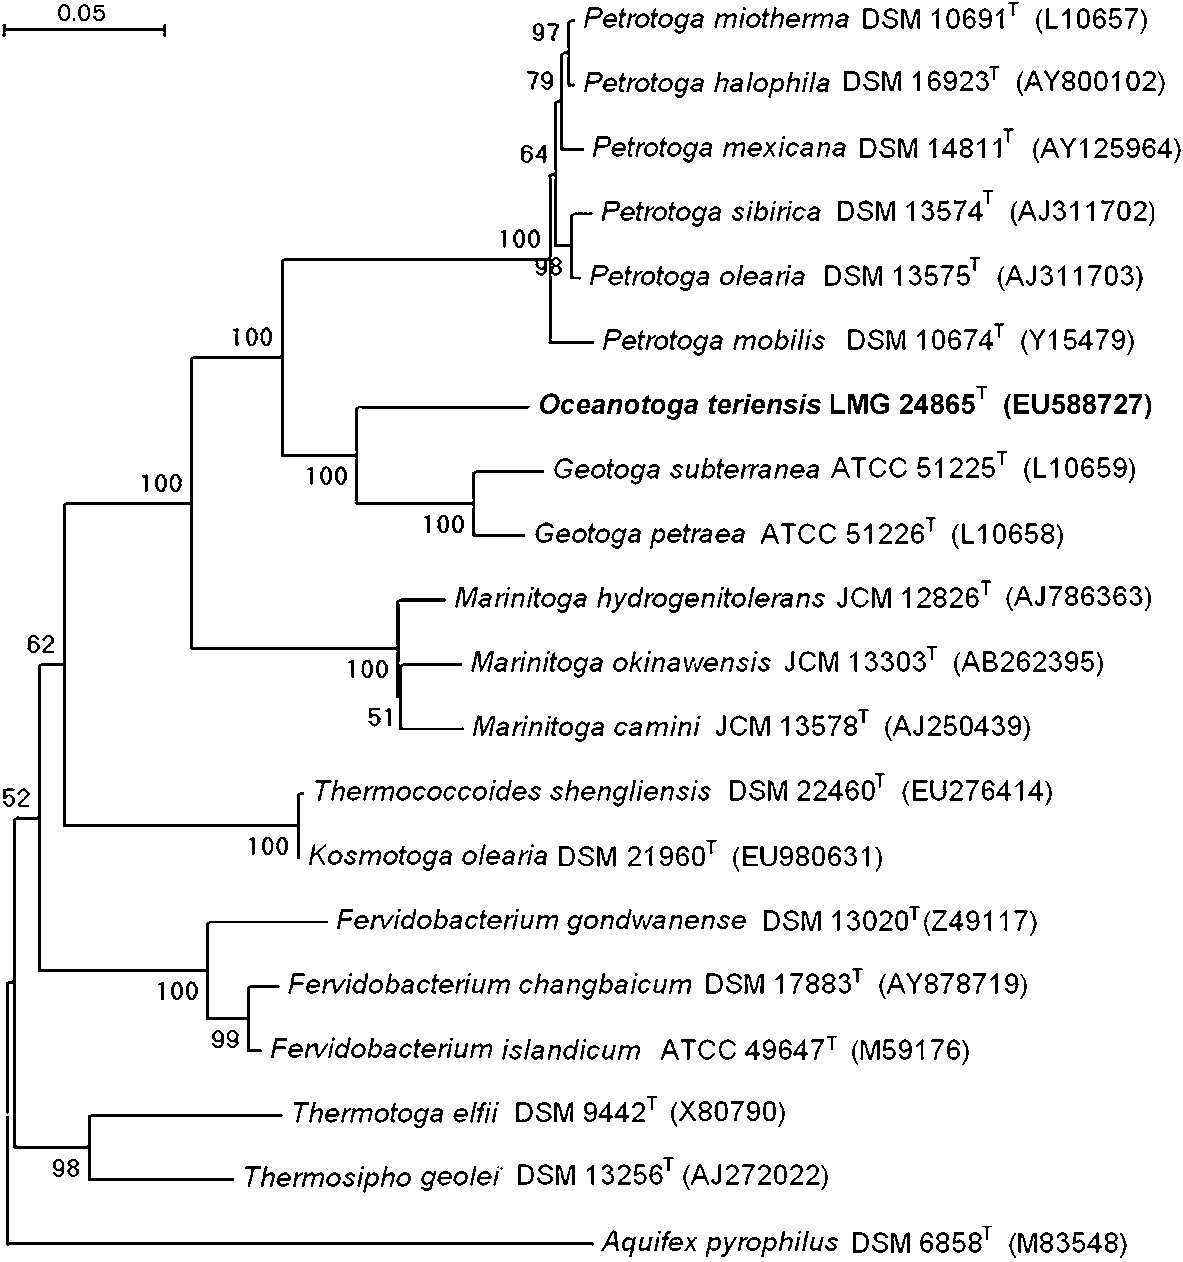 0.05
97
Petrotoga miotherma DSM 10691T (L10657)
79
Petrotoga halophila DSM 16923T (AY800102)
64
Petrotoga mexicana DSM 14811T (AY125964)
Petrotoga sibirica DSM 13574T (AJ311702)
100
98
Petrotoga olearia DSM 13575T (AJ311703)
100
Petrotoga mobilis DSM 10674T (Y15479)
Oceanotoga teriensis LMG 24865T (EU588727)
100
Geotoga subterranea ATCC 51225T (L10659)
100
100
Geotoga petraea ATCC 51226T (L10658)
Marinitoga hydrogenitolerans JCM 12826T (AJ786363)
62
100
Marinitoga okinawensis JCM 13303T (AB262395)
51
Marinitoga camini JCM 13578T (AJ250439)
52
Thermococcoides shengliensis DSM 22460T (EU276414)
100
Kosmotoga olearia DSM 21960T (EU980631)
Fervidobacterium gondwanense DSM 13020T (Z49117)
100
Fervidobacterium changbaicum DSM 17883T (AY878719)
99
Fervidobacterium islandicum ATCC 49647T (M59176)
Thermotoga elfii DSM 9442T (X80790)
98
Thermosipho geolei DSM 13256T (AJ272022)
Aquifex pyrophilus DSM 6858T (M83548)